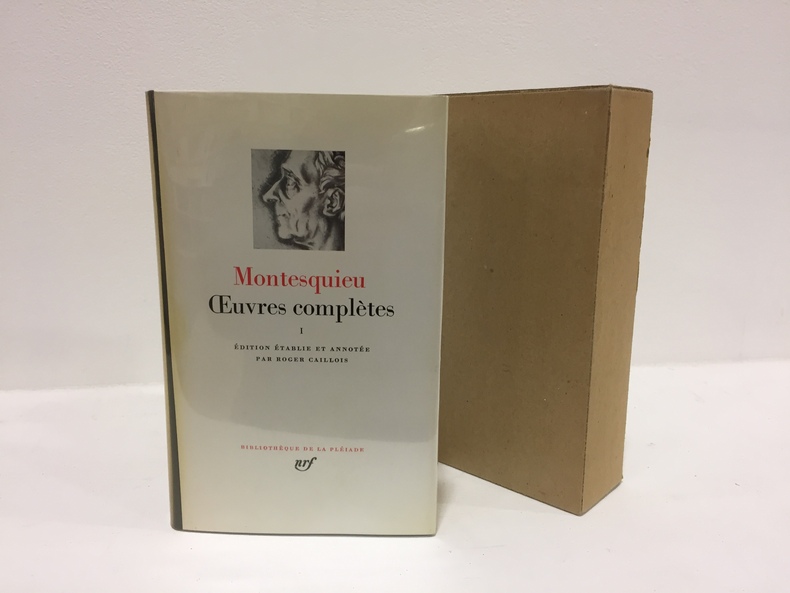 Montesquieu
Œuvres complètes
I
ÉDITION ÉTABLIE ET ANNOTÉE
PAR ROGER CAILLOIS
BIBLIOTHÈQUE DE LA PLÉIADE
nrf